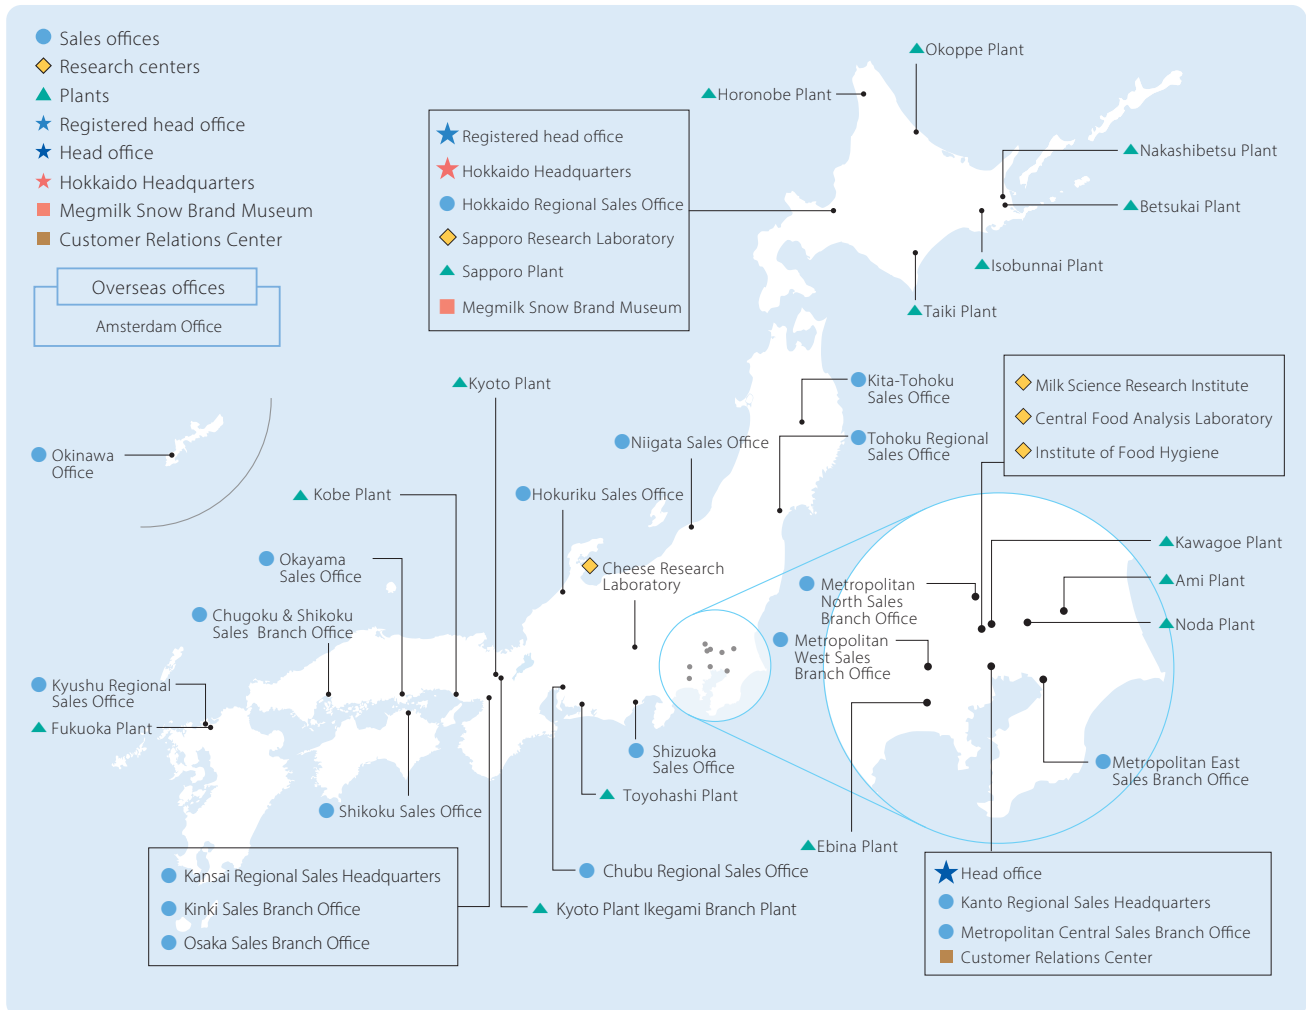 Sales offices
Research centers
Plants
Registered head office
Head office
Hokkaido Headquarters
Megmilk Snow Brand Museum
Customer Relations Center
Overseas offices
Amsterdam Office
Okoppe Plant
Horonobe Plant
Nakashibetsu Plant
Betsukai Plant
Isobunnai Plant
Taiki Plant
Registered head office
Hokkaido Headquarters
Hokkaido Regional Sales Office
Sapporo Research Laboratory
Sapporo Plant
Megmilk Snow Brand Museum
Kita-Tohoku
Sales Office
Tohoku Regional
Sales Office
Milk Science Research Institute
Central Food Analysis Laboratory
Institute of Food Hygiene
Kyoto Plant
Niigata Sales Office
Okinawa
Office
Kobe Plant
Hokuriku Sales Office
Okayama
Sales Office
Cheese Research
Laboratory
Chugoku & Shikoku
Sales Branch Office
Kyushu Regional
Sales Office
Fukuoka Plant
Kawagoe Plant
Ami Plant
Noda Plant
Metropolitan
North Sales
Branch Office
Metropolitan
West Sales
Branch Office
Shizuoka
Sales Office
Toyohashi Plant
Shikoku Sales Office
Metropolitan East
Sales Branch Office
Ebina Plant
Chubu Regional Sales Office
Kyoto Plant Ikegami Branch Plant
Kansai Regional Sales Headquarters
Kinki Sales Branch Office
Osaka Sales Branch Office
Head office
Kanto Regional Sales Headquarters
Metropolitan Central Sales Branch Office
Customer Relations Center